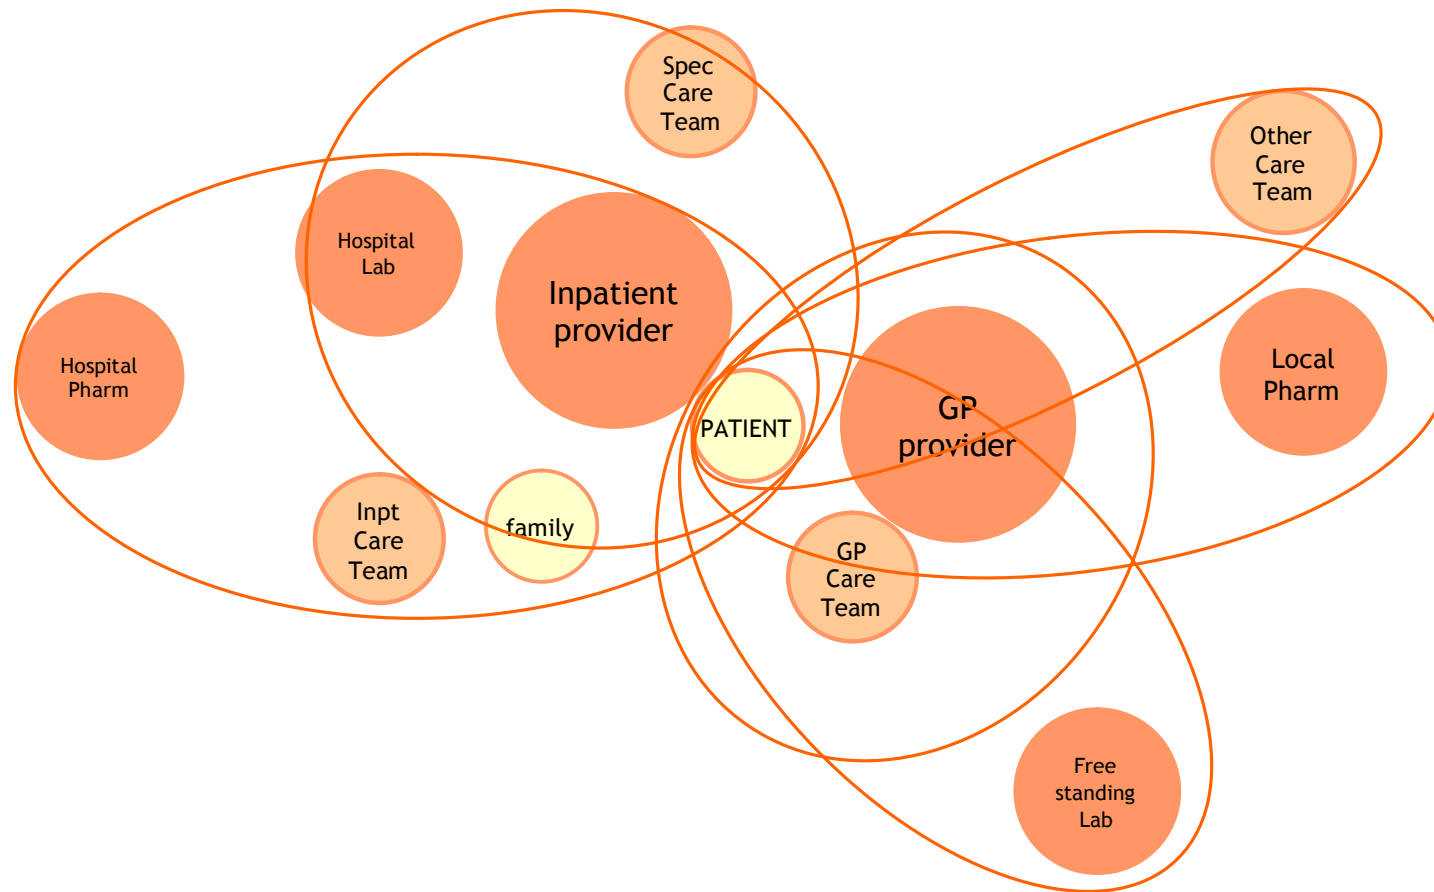 Spec
Care
Team
Other
Care
Team
Hospital
Lab
Inpatient
provider
Hospital
Pharm
Local
Pharm
PATIENT
GP
provider
Inpt
Care
Team
family
GP
Care
Team
Free
standing
Lab